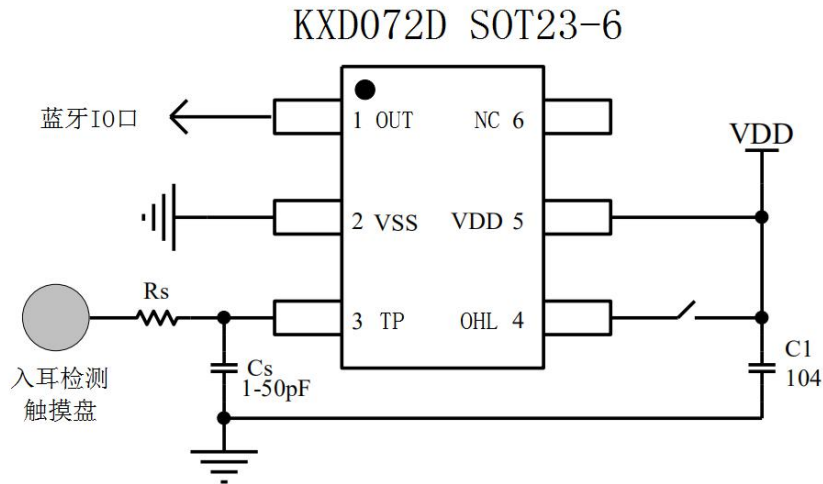 KXD072D SOT23-6
蓝牙IO口
1 OUT
NC 6
VDD
2 VSS
VDD 5
Rs
3 TP
OHL 4
入耳检测
触摸盘
Cs
1-50pF
C1
104